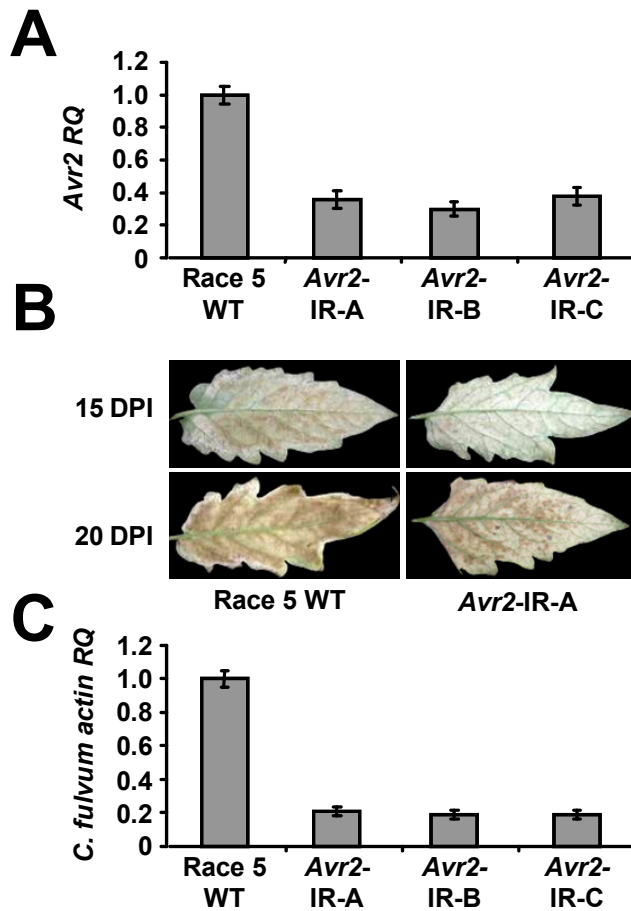 A
Avr2 RQ
1.2
1.0
0.8
0.6
0.4
0.2
0
Race 5 WT
Avr2-IR-A
Avr2-IR-B
Avr2-IR-C
B
15 DPI
20 DPI
Race 5 WT
Avr2-IR-A
C
C. fulvum actin RQ
1.2
1.0
0.8
0.6
0.4
0.2
0
Race 5 WT
Avr2-IR-A
Avr2-IR-B
Avr2-IR-C